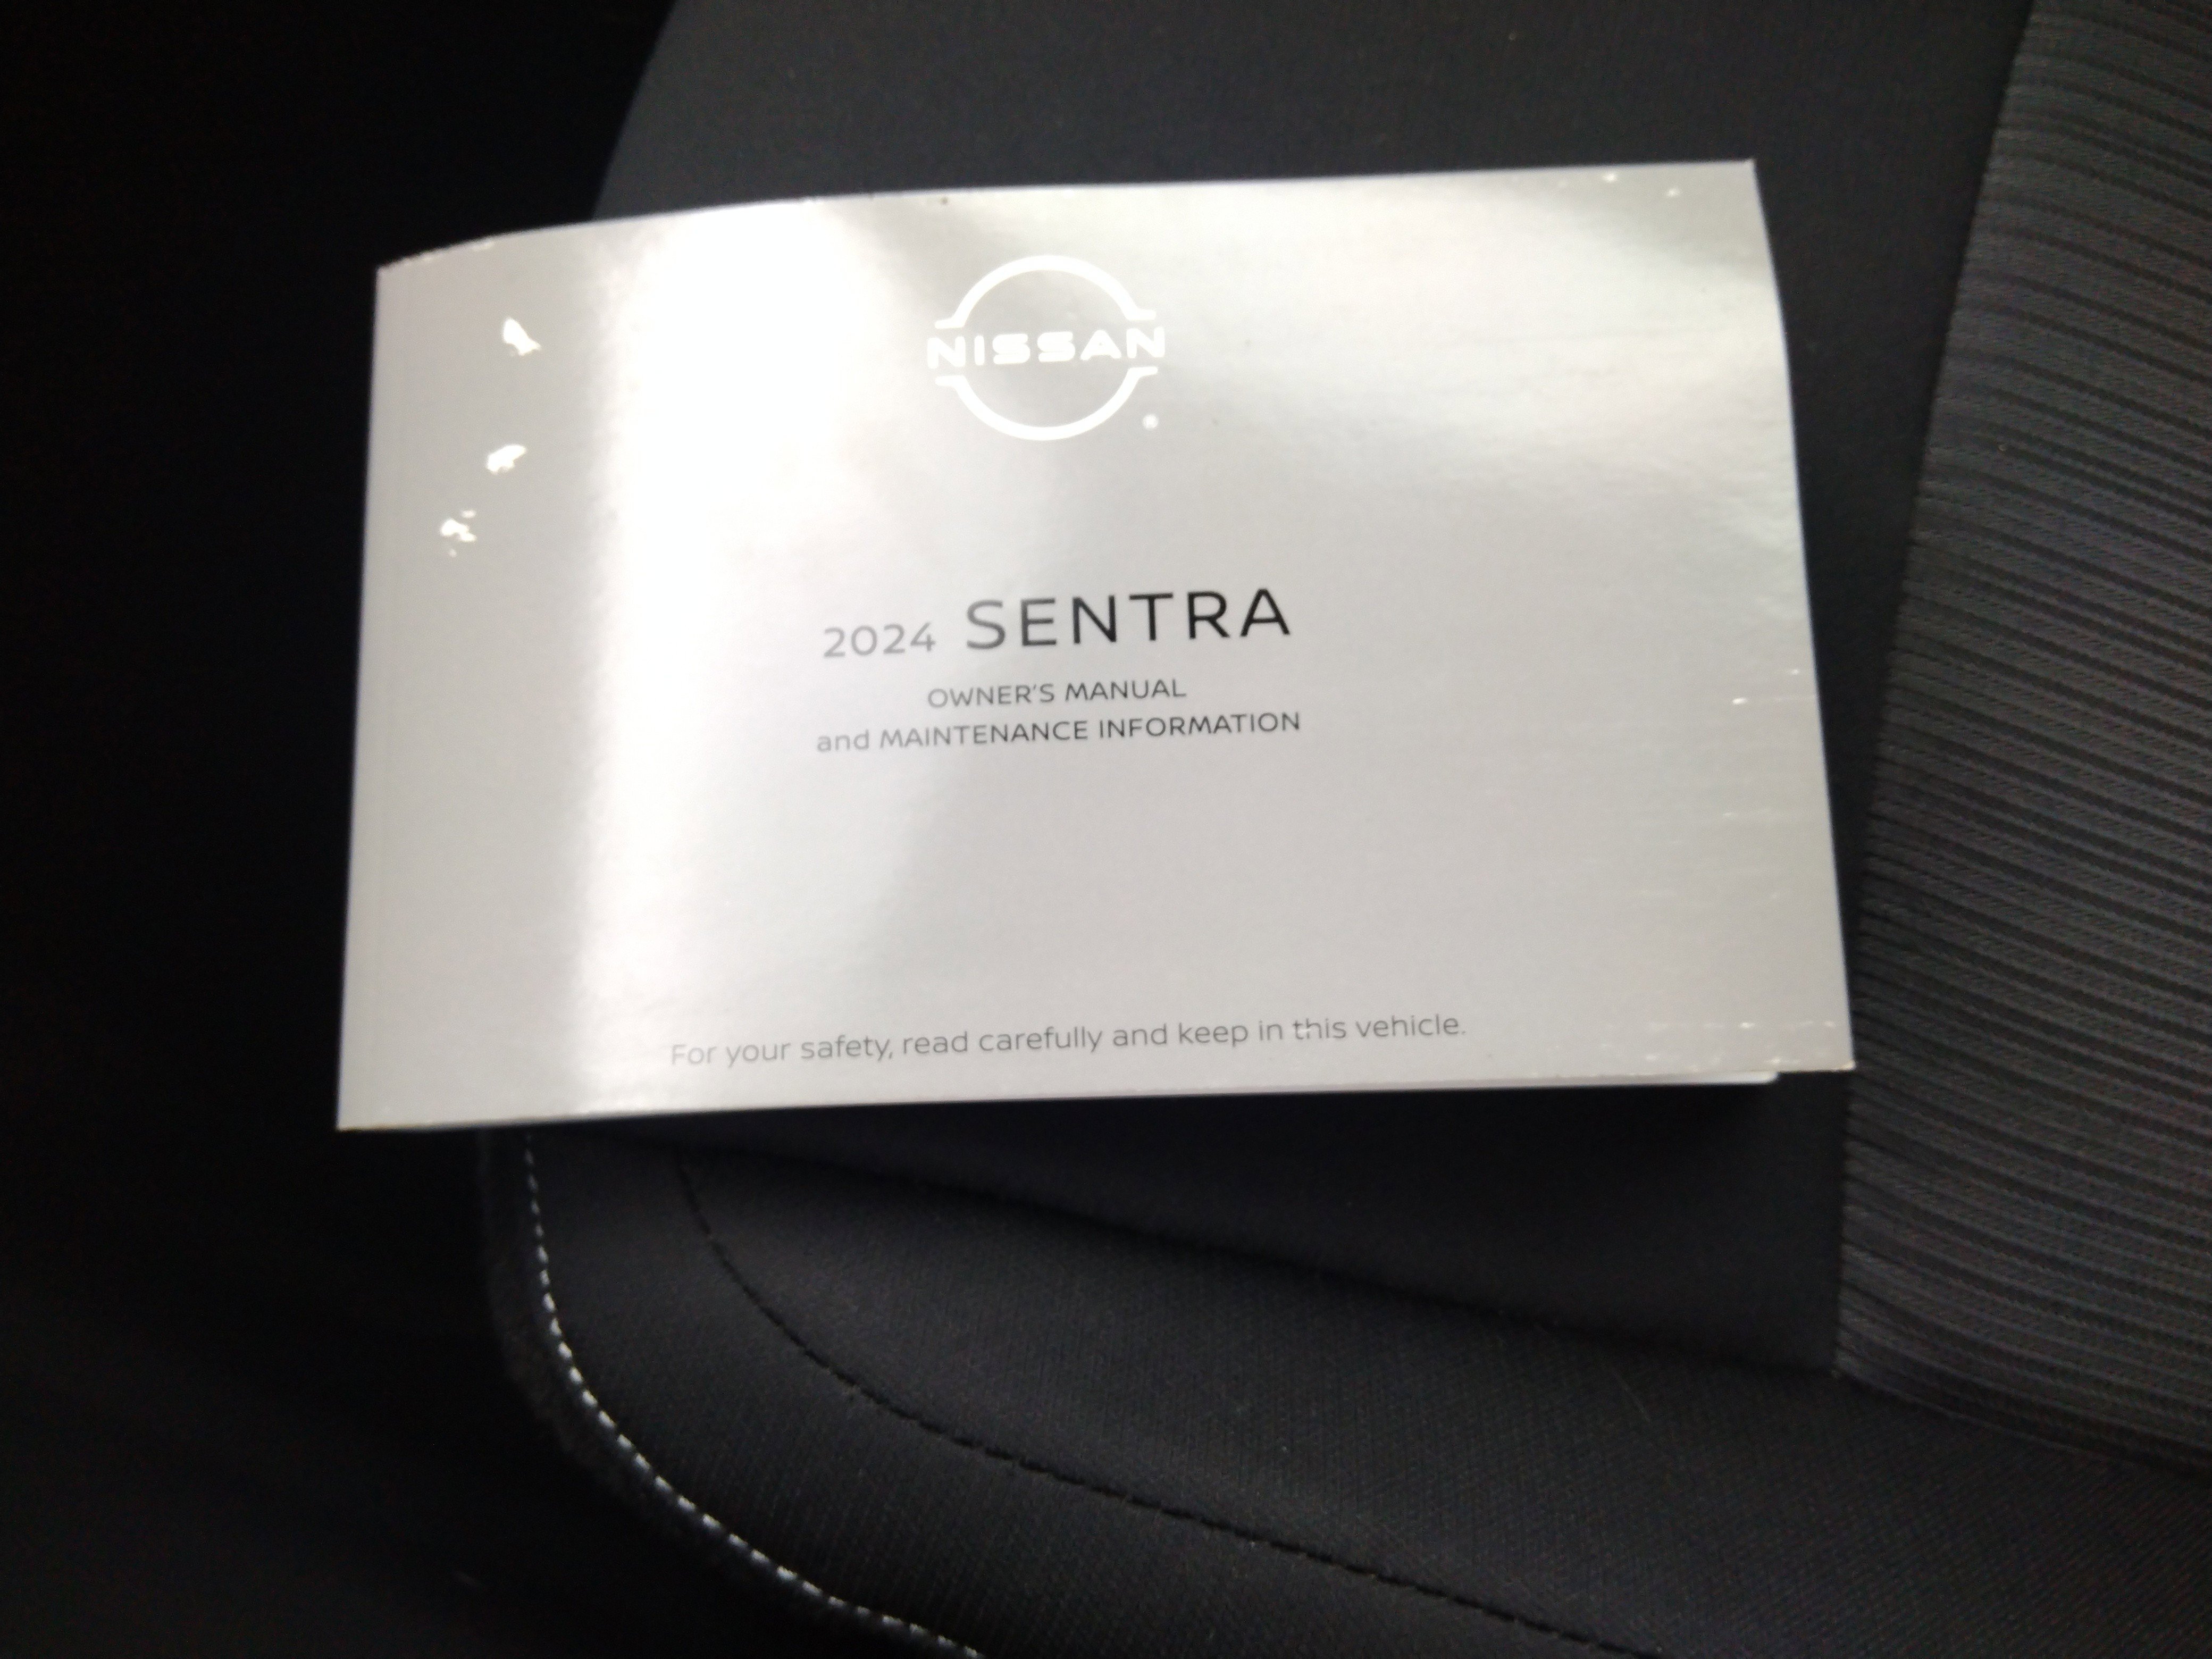 NISSAN
®
2024 SENTRA
OWNER'S MANUAL
and MAINTENANCE INFORMATION
For your safety, read carefully and keep in this vehicle.